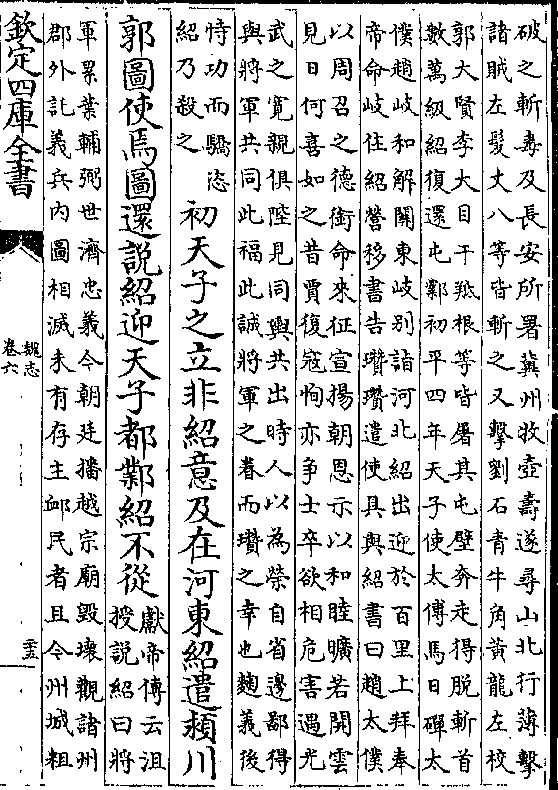 破之斬壽及長安所署冀州牧壺壽遂尋山北行薄擊
諸賊左髮丈八等皆斬之又擊劉石青牛角黃龍左校
郭大賢李大目于羝根等皆屠其屯壁奔走得脫斬首
數萬級紹復還屯鄴初平四年天子使太傅馬日磾太
僕趙岐和解關東岐別詣河北紹出迎於百里上拜奉
帝命岐住紹營移書告瓚瓚遣使具與紹書曰趙太僕
以周召之德銜命來征宣揚朝恩示以和睦曠若開雲
見日何喜如之昔賈復寇恂亦爭士卒欲相危害遇光
武之寬親俱陛見同輿共出時人以為榮自省邊鄙得
與將軍共同此福此誠將軍之眷而瓚之幸也麴義後
恃功而驕恣
紹乃殺之
初天子之立非紹意及在河東紹遣潁川
郭圖使焉圖還說紹迎天子都鄴紹不從
獻帝傳云沮
授說紹曰將
軍累葉輔弼世濟忠義今朝廷播越宗廟毀壞觀諸州
郡外託義兵內圖相滅未有存主卹民者且今州城粗
欽定四庫全書
魏志
卷六
三五